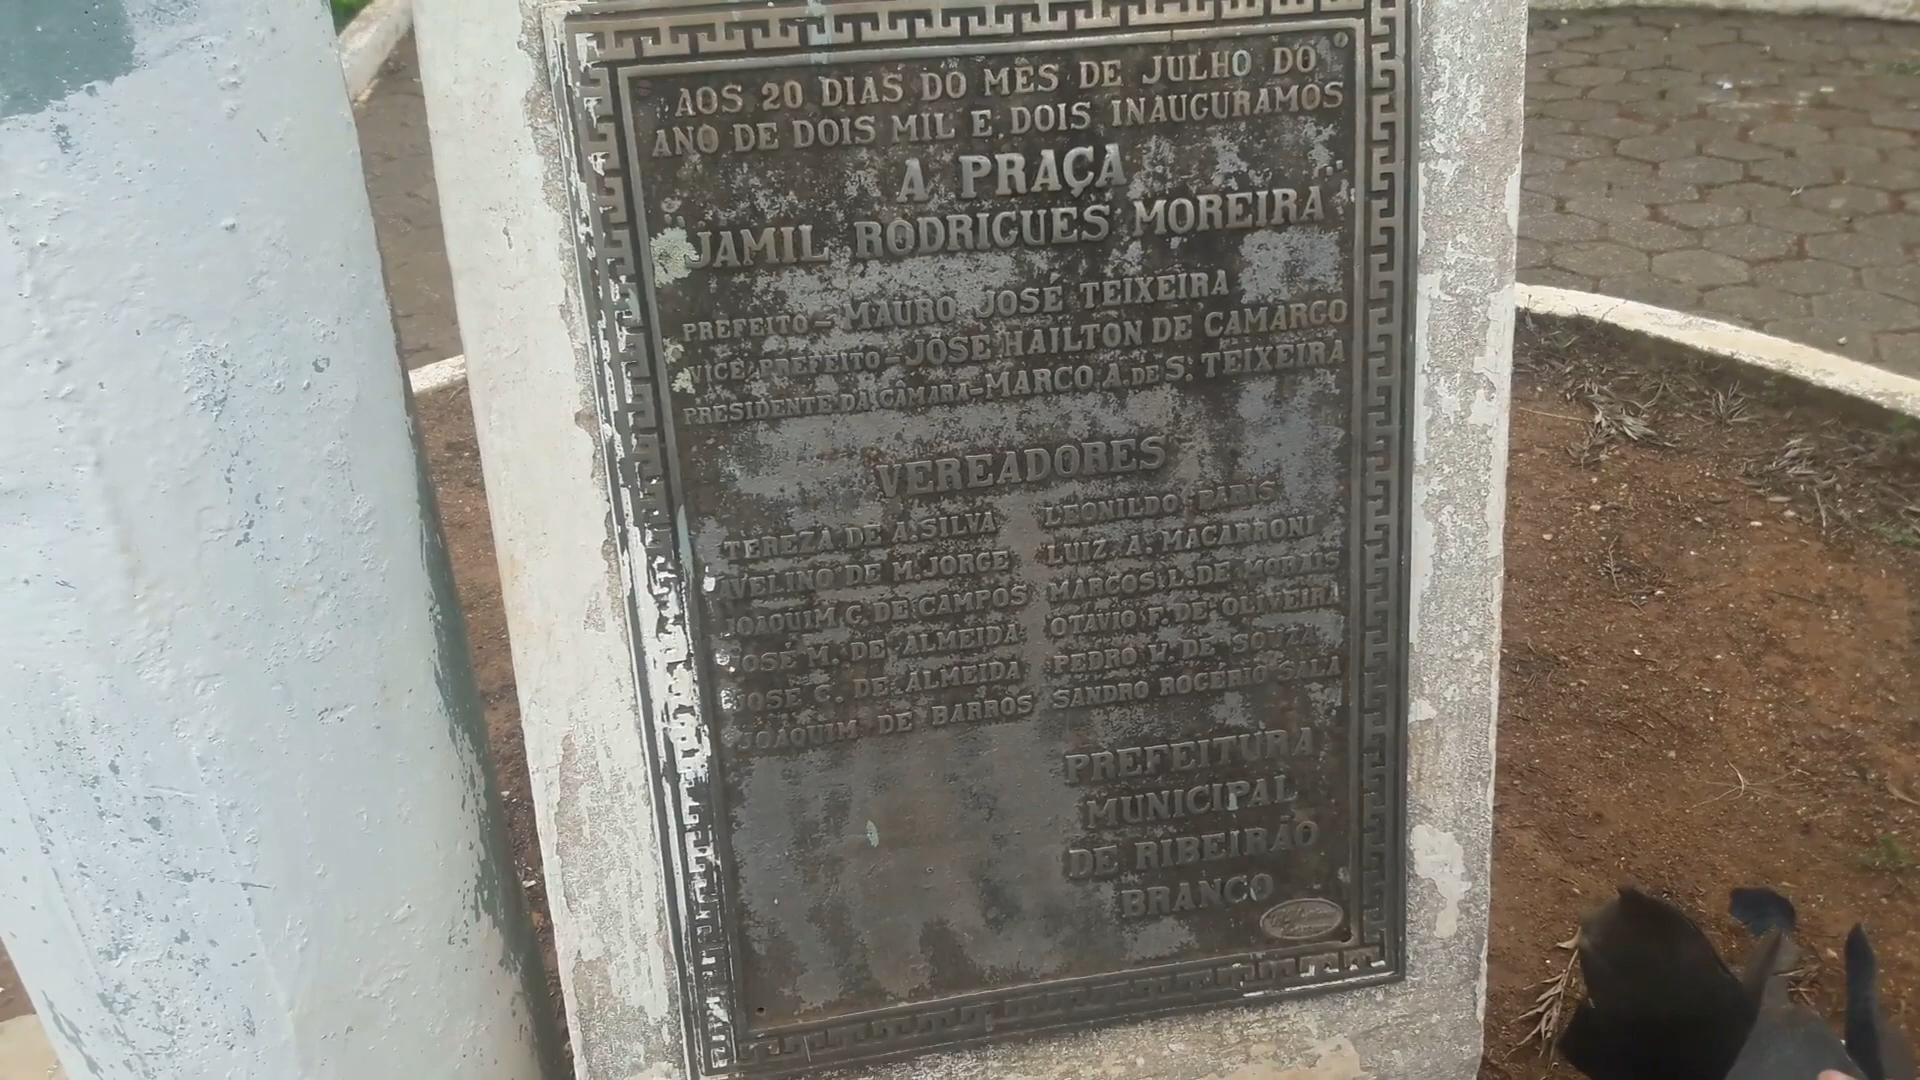 AOS 20 DIAS DO MÊS DE JULHO DO
ANO DE DOIS MIL E DOIS INAUGURAMOS
A PRAÇA
JAMIL RODRIGUES MOREIRA
PREFEITO - MAURO JOSÉ TEIXEIRA
VICE PREFEITO - JOSE HAILTON DE CAMARGO
PRESIDENTE DA CÂMARA - MARCO A. DE S. TEIXEIRA
VEREADORES
TEREZA DE A. SILVA
AVELINO DE M. JORGE
JOAQUIM C. DE CAMPOS
JOSÉ M. DE ALMEIDA
JOSÉ C. DE ALMEIDA
JOAQUIM DE BARROS
LEONILDO PARIS
LUIZ A. MACARRONI
MARCOS L. DE MORAIS
OTAVIO F. DE OLIVEIRA
PEDRO V. DE SOUZA
SANDRO ROGÉRIO SALA
PREFEITURA
MUNICIPAL
DE RIBEIRÃO
BRANCO